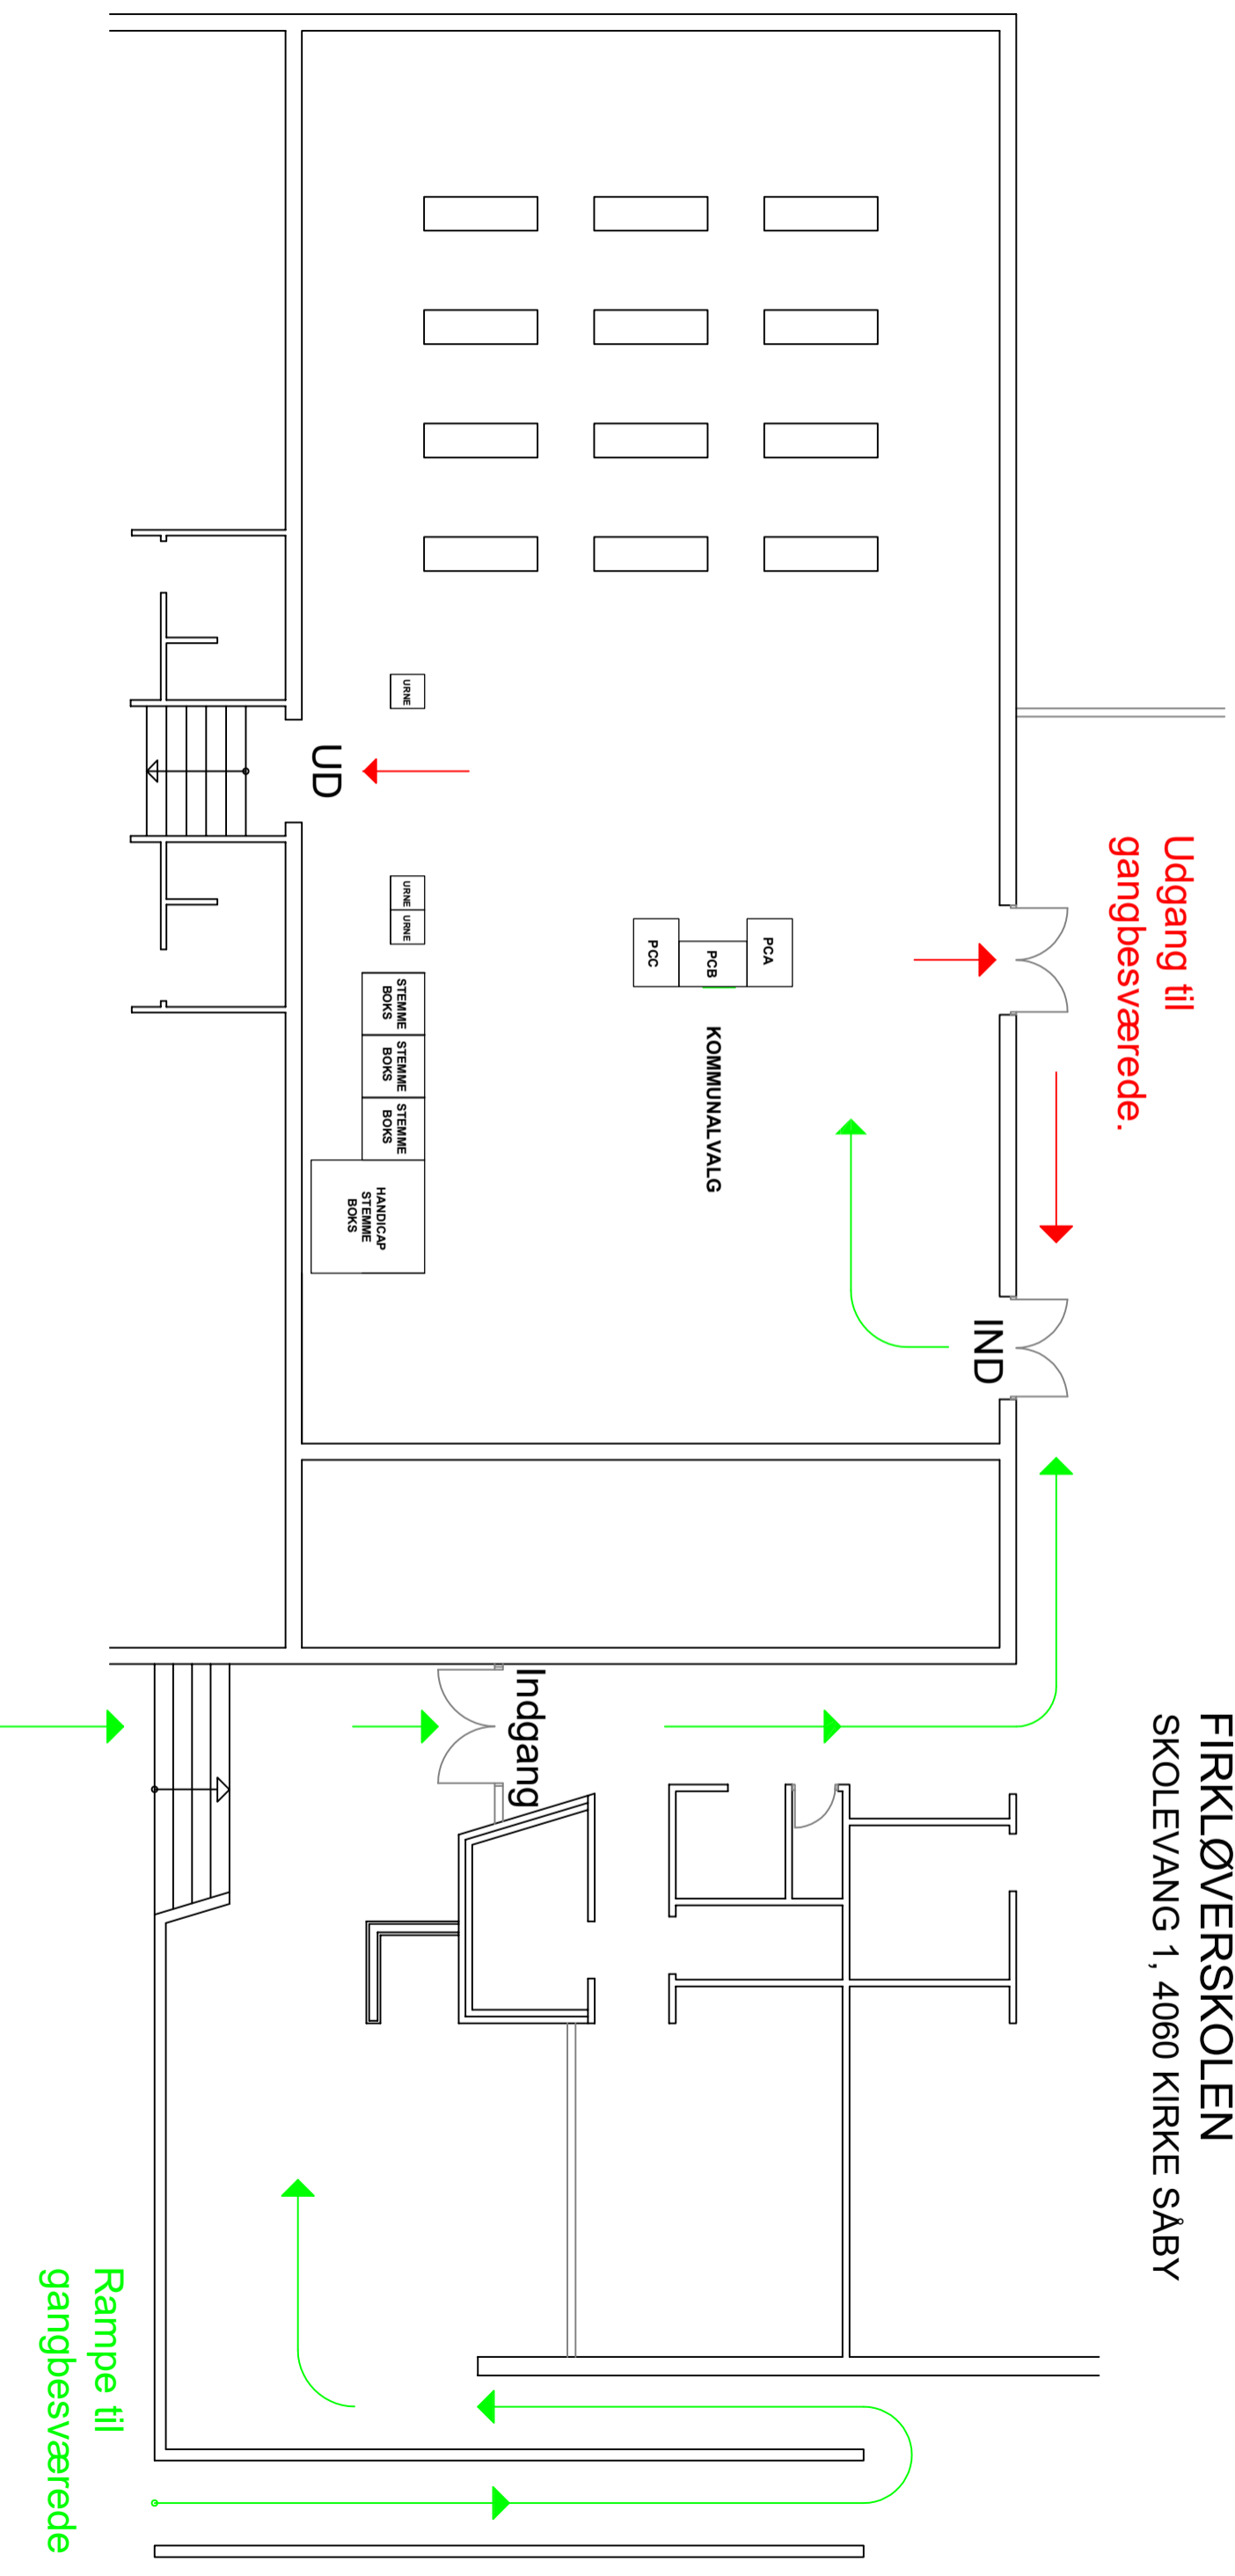 FIRKLØVERSKOLEN
SKOLEVANG 1, 4060 KIRKE SÅBY
Udgang til
gangbesværede.
IND
PCA
PCB
PCC
KOMMUNALVALG
Indgang
URNE
URNE
URNE
STEMME
BOKS
STEMME
BOKS
STEMME
BOKS
HANDICAP
STEMME
BOKS
UD
Rampe til
gangbesværede